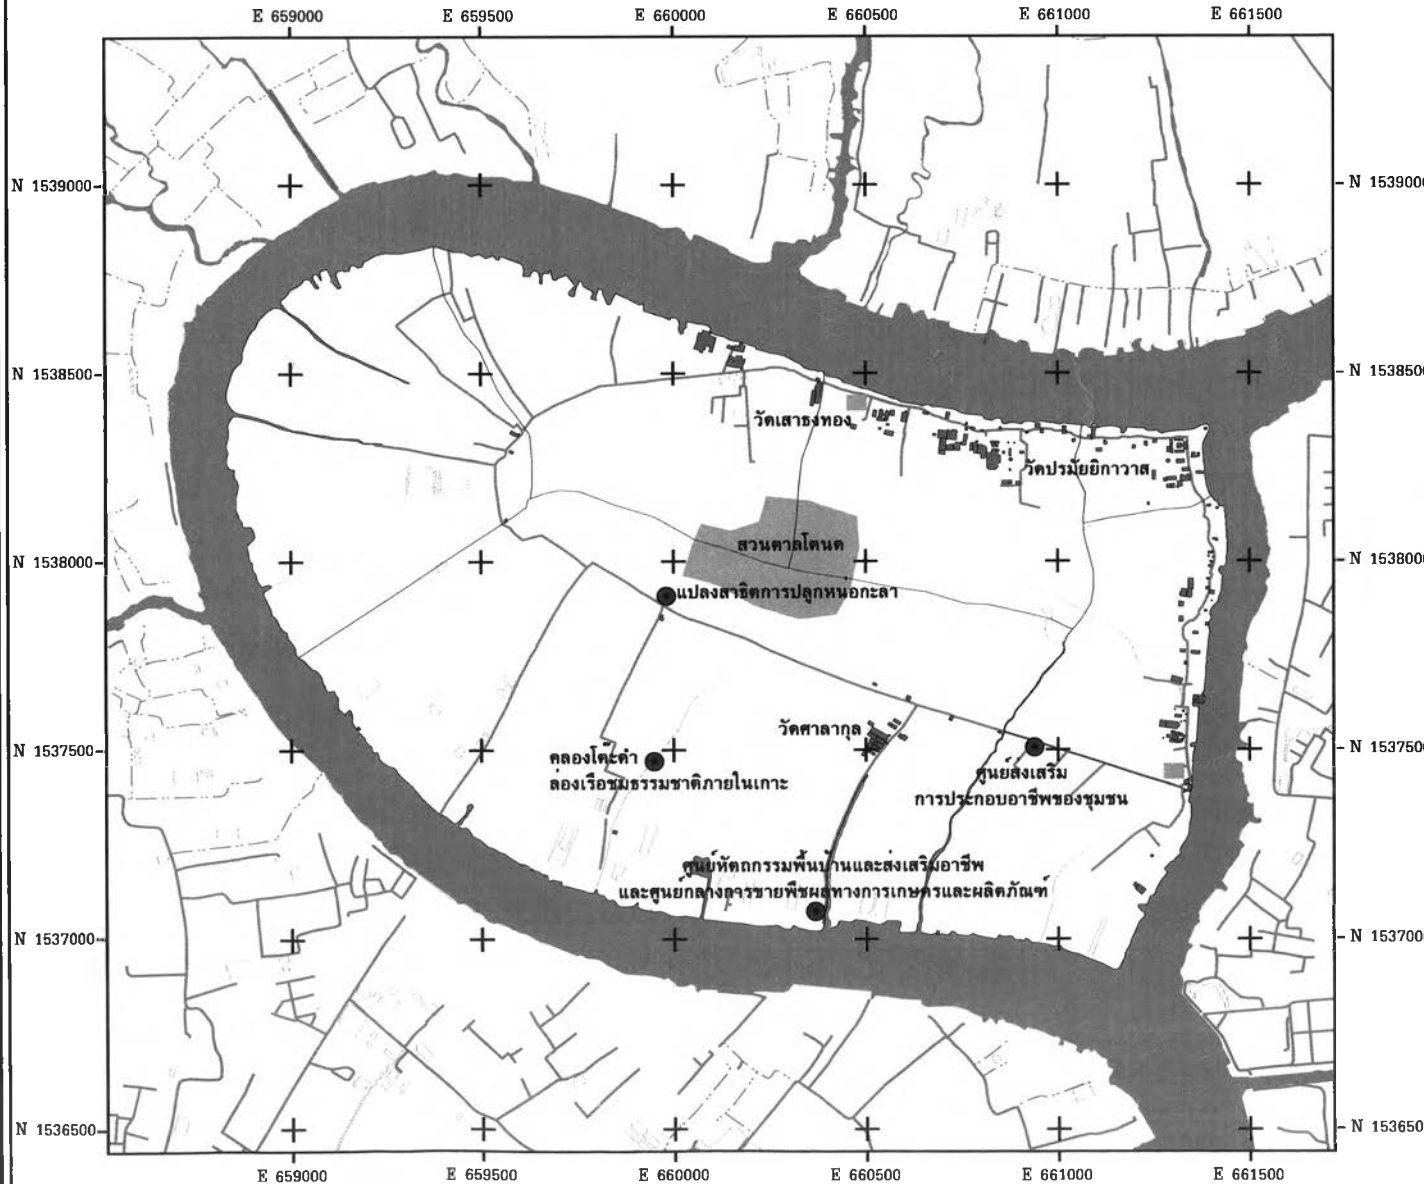 E 659000 E 659500 E 660000 E 660500 E 661000 E 661500
N 1539000 N 153900
วัดเสาธงทอง
N 1538500 N 153850
วัดปรมัยยิกาวาส
สวนตาลโตนด
N 1538000 N 153800
แปลงสาธิตการปลูกหน่อกะลา
วัดศาลากุล
N 1537500 N 153750
คลองโตะดำ
ล่องเรือชมธรรมชาติภายในเกาะ
ศูนย์ส่งเสริม
การประกอบอาชีพของชุมชน
ศูนย์หัตถกรรมพื้นบ้านและส่งเสริมอาชีพ
และศูนย์กลางการขายพืชผลทางการเกษตรและผลิตภัณฑ์
N 1537000 N 153700
N 1536500 N 153650
E 659000 E 659500 E 660000 E 660500 E 661000 E 661500